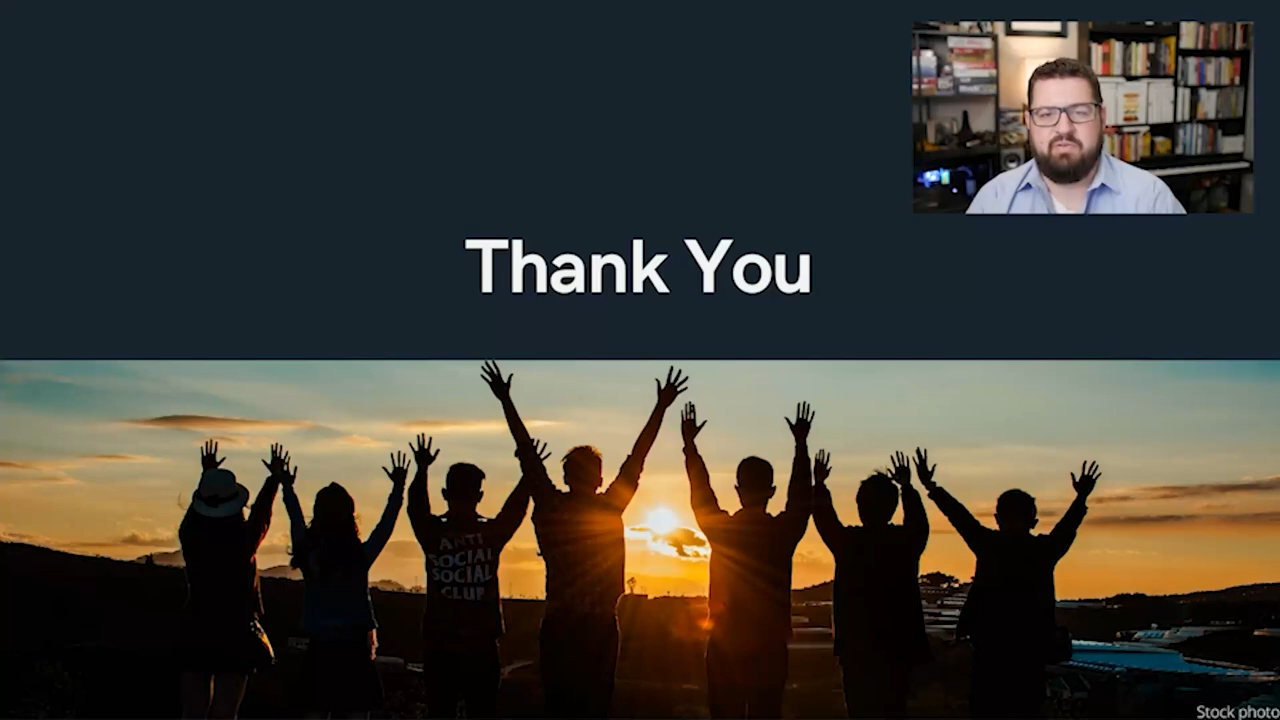 Thank You
ANTI
SOCIAL
SOCIAL
CLUB
Stock photo